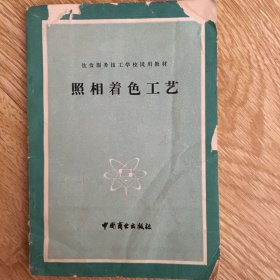 饮食服务技工学校试用教材
照相着色工艺
中国商业出版社